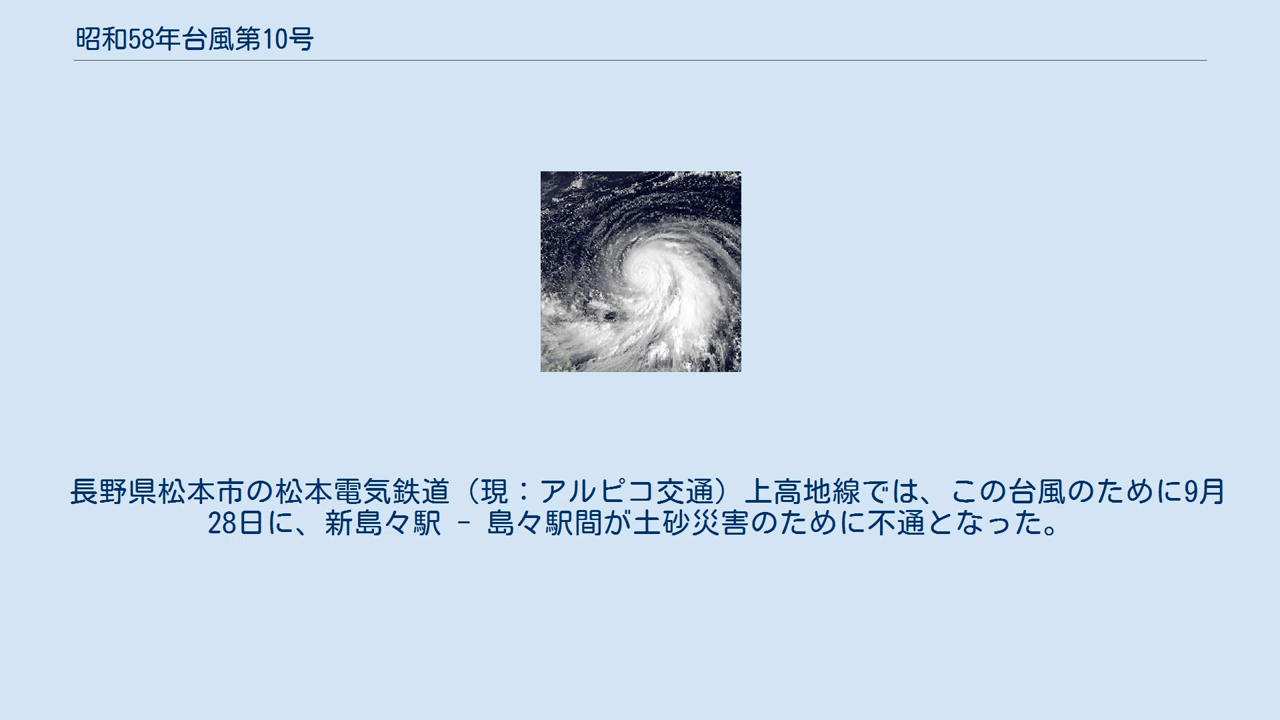 昭和58年台風第10号
長野県松本市の松本電気鉄道（現：アルピコ交通）上高地線では、この台風のために9月
28日に、新島々駅 - 島々駅間が土砂災害のために不通となった。